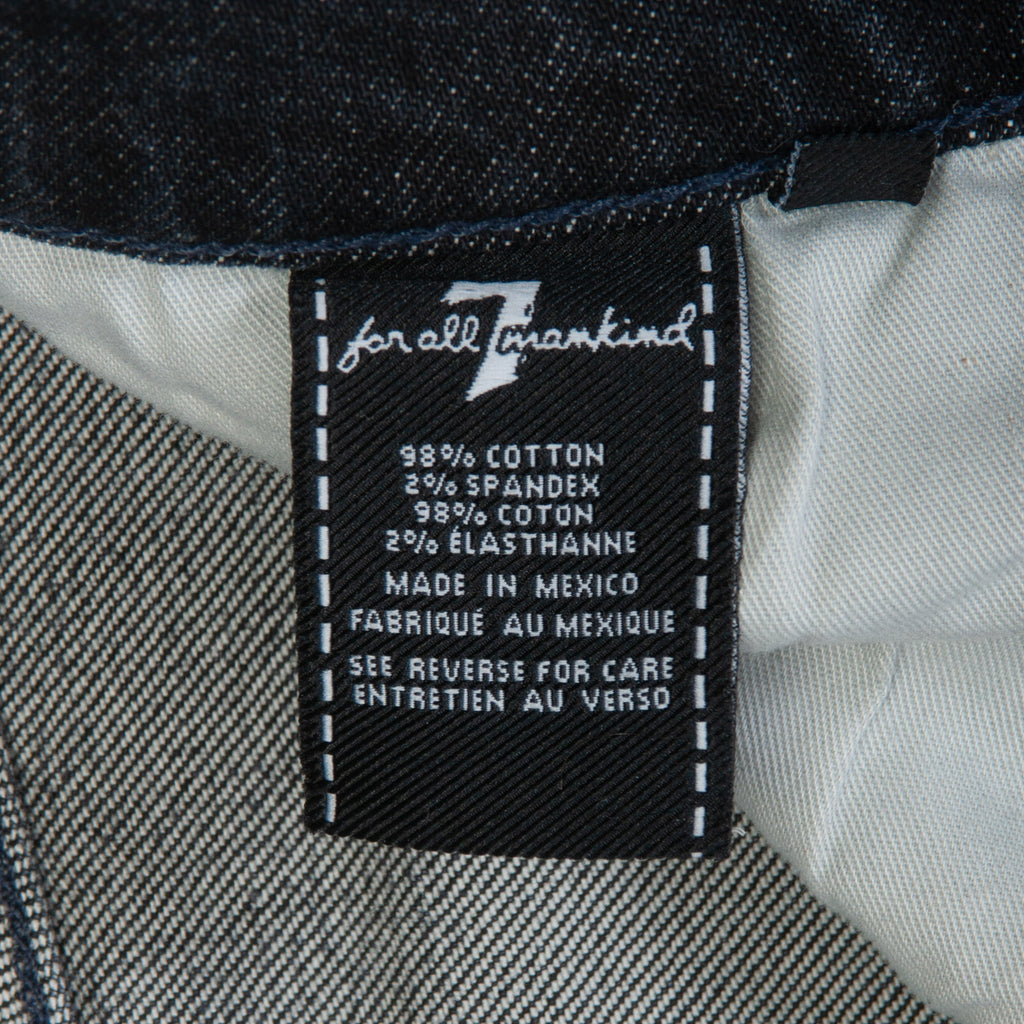 for all 7 mankind
98% COTTON
2% SPANDEX
98% COTON
2% ÉLASTHANNE
MADE IN MEXICO
FABRIQUÉ AU MEXIQUE
SEE REVERSE FOR CARE
ENTRETIEN AU VERSO